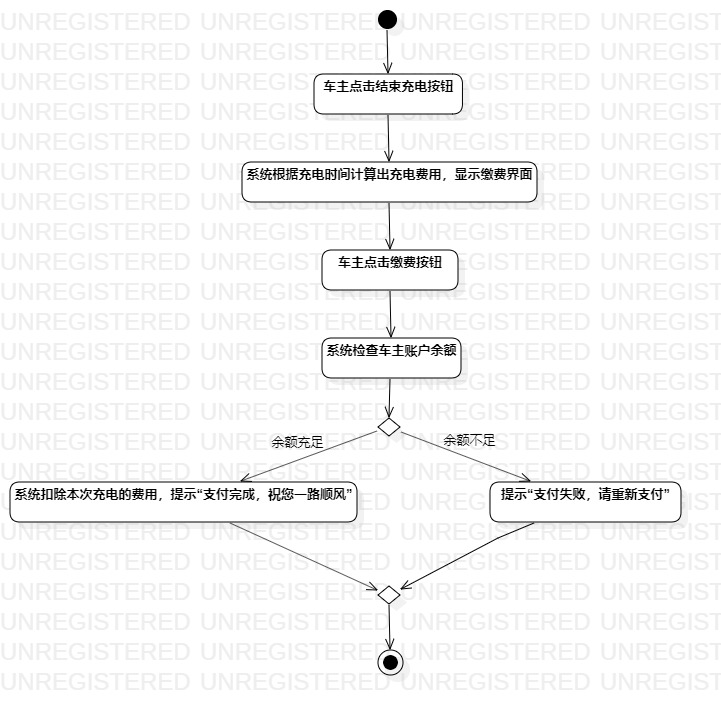 车主点击结束充电按钮
系统根据充电时间计算出充电费用，显示缴费界面
车主点击缴费按钮
系统检查车主账户余额
余额充足
余额不足
系统扣除本次充电的费用，提示“支付完成，祝您一路顺风”
提示“支付失败，请重新支付”
UNREGISTERED UNREGISTERED UNREGISTERED UNREGIST